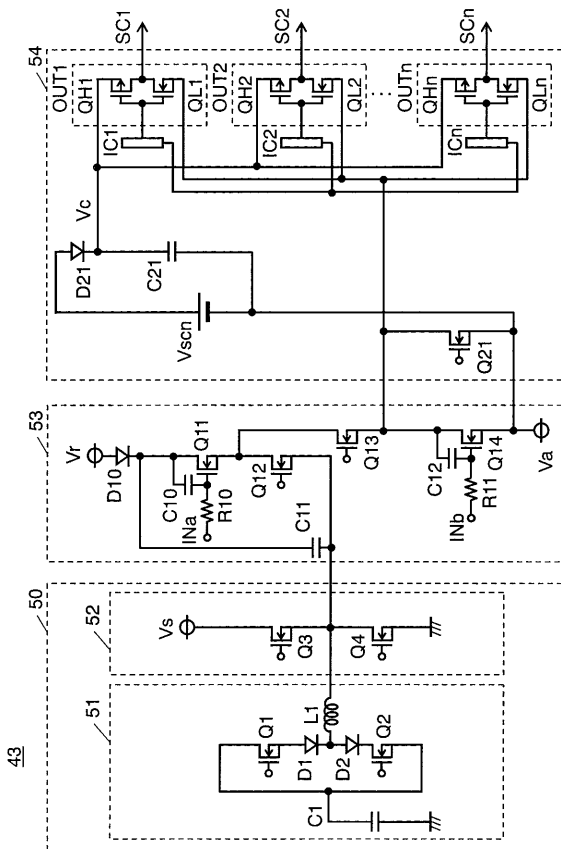 43
50
51
52
53
54
C1
Q1
D1
D2
Q2
L1
Vs
Q3
Q4
Vr
D10
C10
Q11
INa
R10
Q12
C11
Q13
C12
INb
R11
Q14
Va
D21
Vc
C21
Vscn
Q21
OUT1
QH1
IC1
QL1
SC1
OUT2
QH2
IC2
QL2
SC2
...
OUTn
QHn
ICn
QLn
SCn